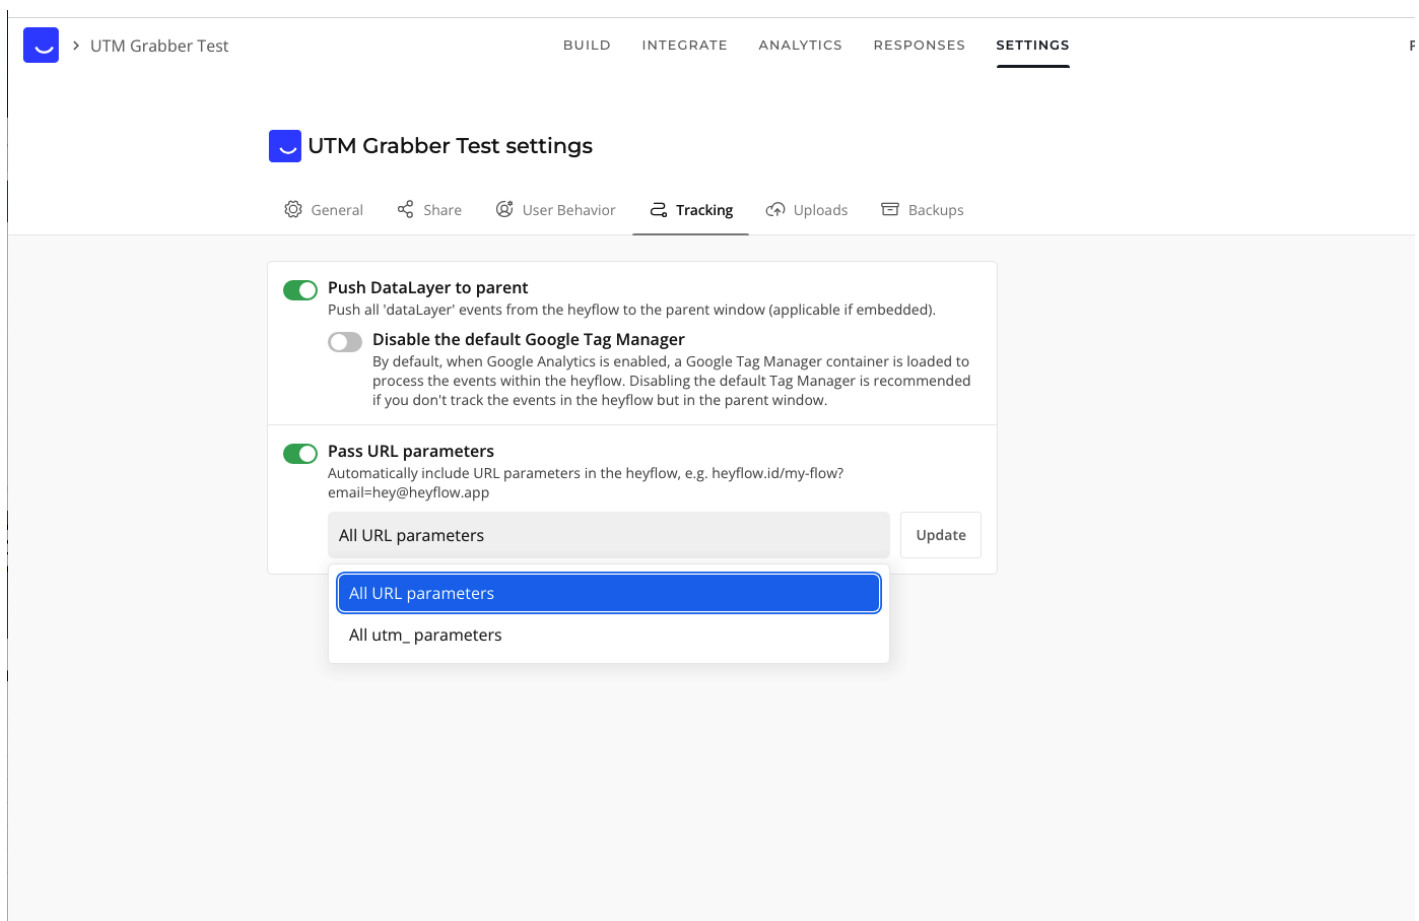 UTM Grabber Test
BUILD INTEGRATE ANALYTICS RESPONSES SETTINGS
UTM Grabber Test settings
General Share User Behavior Tracking Uploads Backups
Push DataLayer to parent
Push all 'dataLayer' events from the heyflow to the parent window (applicable if embedded).
Disable the default Google Tag Manager
By default, when Google Analytics is enabled, a Google Tag Manager container is loaded to
process the events within the heyflow. Disabling the default Tag Manager is recommended
if you don't track the events in the heyflow but in the parent window.
Pass URL parameters
Automatically include URL parameters in the heyflow, e.g. heyflow.id/my-flow?
email=hey@heyflow.app
All URL parameters
Update
All URL parameters
All utm_ parameters